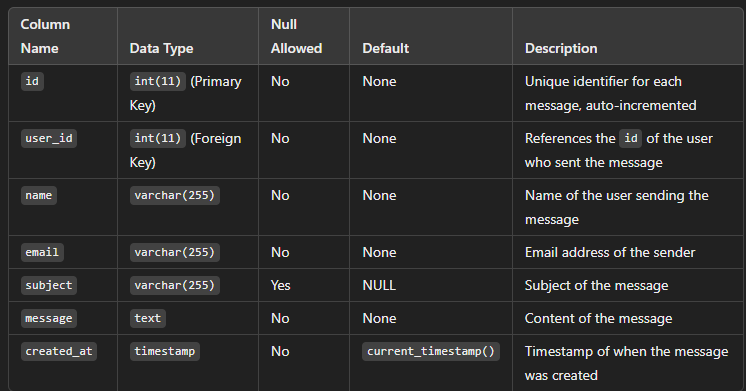 Column Name | Data Type | Null Allowed | Default | Description
id | int(11) (Primary Key) | No | None | Unique identifier for each message, auto-incremented
user_id | int(11) (Foreign Key) | No | None | References the id of the user who sent the message
name | varchar(255) | No | None | Name of the user sending the message
email | varchar(255) | No | None | Email address of the sender
subject | varchar(255) | Yes | NULL | Subject of the message
message | text | No | None | Content of the message
created_at | timestamp | No | current_timestamp() | Timestamp of when the message was created